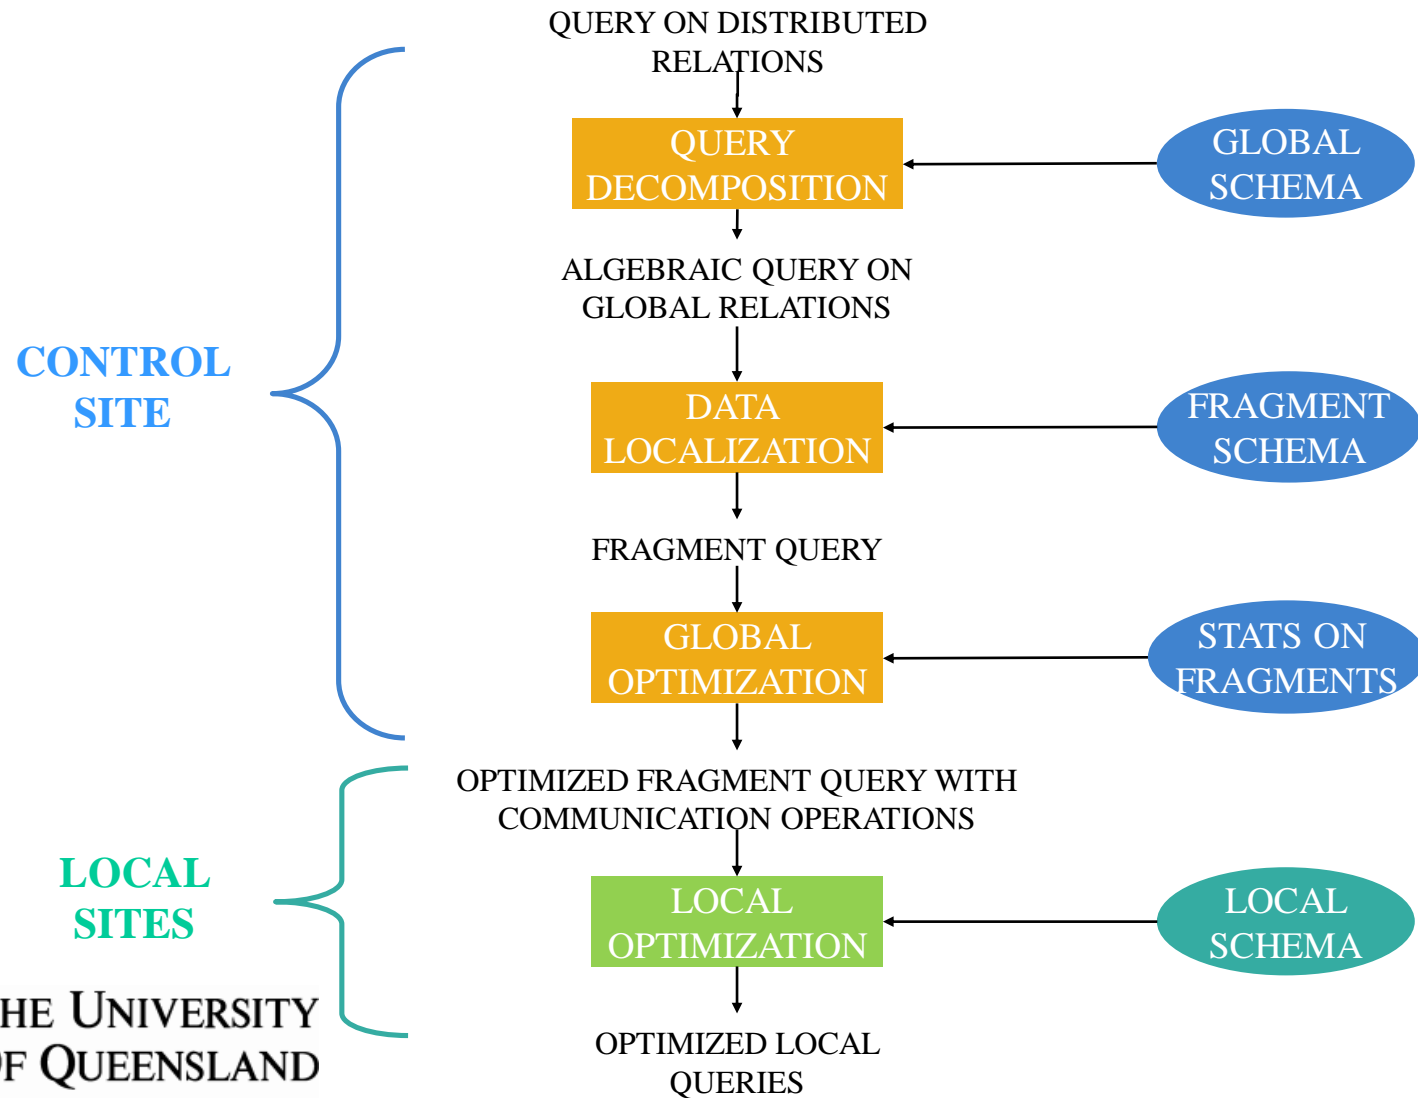 QUERY ON DISTRIBUTED
RELATIONS
QUERY
DECOMPOSITION
GLOBAL
SCHEMA
ALGEBRAIC QUERY ON
GLOBAL RELATIONS
CONTROL
SITE
DATA
LOCALIZATION
FRAGMENT
SCHEMA
FRAGMENT QUERY
GLOBAL
OPTIMIZATION
STATS ON
FRAGMENTS
OPTIMIZED FRAGMENT QUERY WITH
COMMUNICATION OPERATIONS
LOCAL
SITES
LOCAL
OPTIMIZATION
LOCAL
SCHEMA
HE UNIVERSITY
OF QUEENSLAND
OPTIMIZED LOCAL
QUERIES